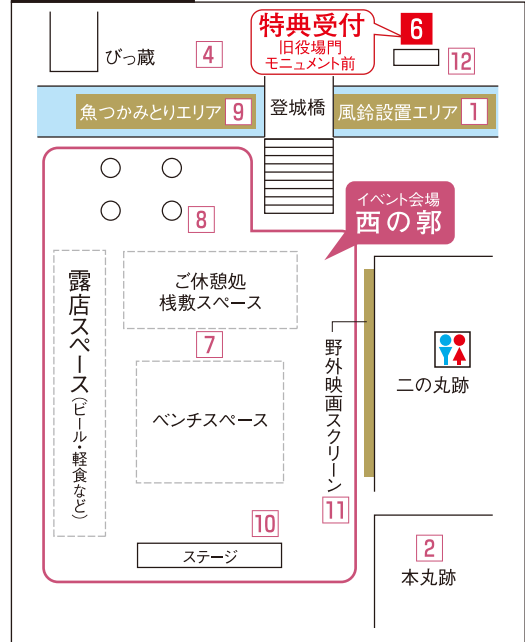 特典受付
旧役場門
モニュメント前
6
びっ蔵
4
12
魚つかみとりエリア
9
登城橋
風鈴設置エリア
1
イベント会場
西の郭
8
露店スペース(ビール・軽食など)
ご休憩処
桟敷スペース
7
ベンチスペース
野外映画スクリーン
11
二の丸跡
10
ステージ
2
本丸跡